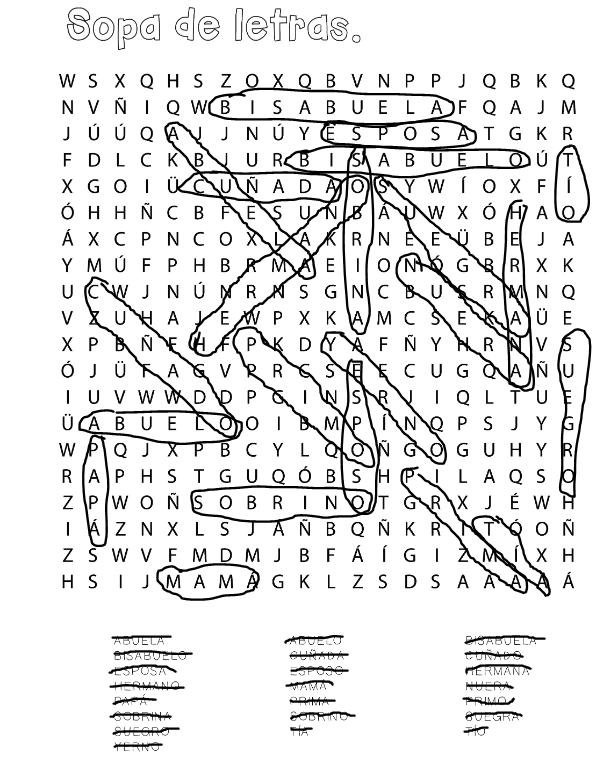 Sopa de letras.
W S X Q H S Z O X Q B V N P P J Q B K Q
N V Ñ I Q W B I S A B U E L A F Q A J M
J Ú Ú Q A J J N Ú Y E S P O S A T G K R
F D L C K B J U R B I S A B U E L O Ú T
X G O I Ü C U Ñ A D A O S Y W Í O X F Í
Ó H H Ñ C B F E S U N B Á U W X Ó H A O
Á X C P N C O X L A K R N E E Ü B E J A
Y M Ú F P H B R M A E I O N Ó G B R X K
U C W J N Ú N R N S G N C B U S R M N Q
V Z U H A J E W P X K A M C S E K A Ü E
X P B Ñ F H F P K D Y A F Ñ Y H R N V S
Ó J Ü F A G V P R G S E E C U G Q A Ñ U
I U V W W D D P G I N S R J I Q L T U E
Ü A B U E L O O I B M P Í N Q P S J Y G
W P Q J X P B C Y L Q O Ñ G O G U H Y R
R A P H S T G U Q Ó B S H P I L A Q S O
Z P W O Ñ S O B R I N O T G R X J É W H
I Á Z N X L S J A Ñ B Q Ñ K R I T Ó O Ñ
Z S W V F M D M J B F Á Í G I Z M Í X H
H S I J M A M Á G K L Z S D S A A A A Á
ABUELA ABUELO BISABUELA
BISABUELO CUÑADA CUÑADO
ESPOSA ESPOSO HERMANA
HERMANO MAMÁ NUERA
PAPÁ PRIMA PRIMO
SOBRINA SOBRINO SUEGRA
SUEGRO TÍA TÍO
YERNO